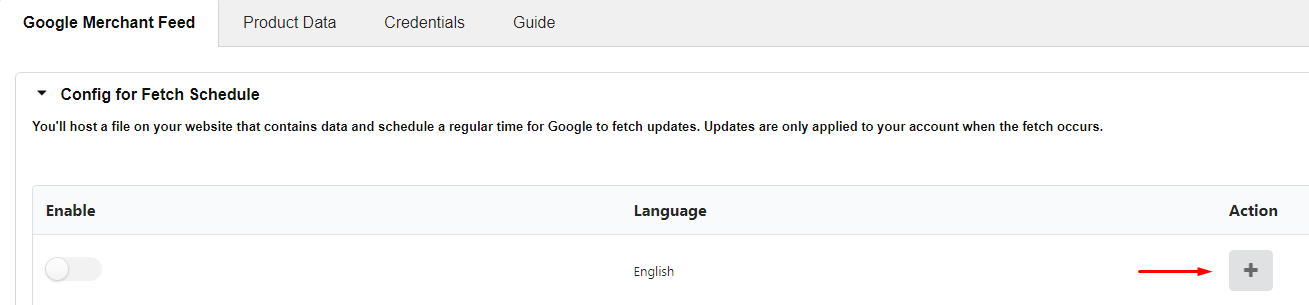 Google Merchant Feed Product Data Credentials Guide
Config for Fetch Schedule
You'll host a file on your website that contains data and schedule a regular time for Google to fetch updates. Updates are only applied to your account when the fetch occurs.
Enable Language Action
English